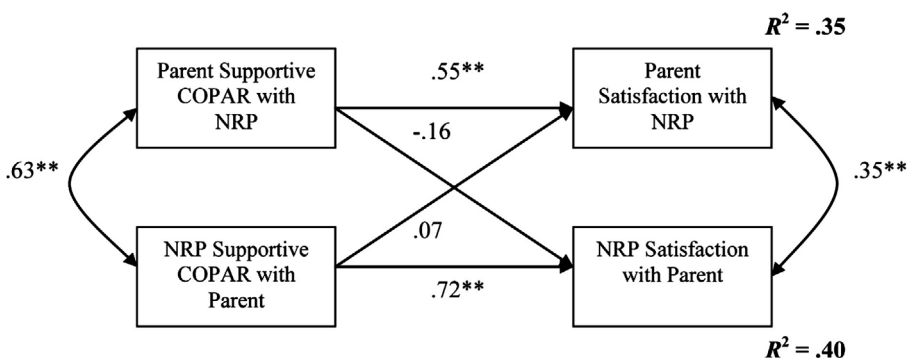 R² = .35
Parent Supportive
COPAR with
NRP
.55**
Parent
Satisfaction with
NRP
-.16
.63**
.35**
.07
NRP Supportive
COPAR with
Parent
NRP Satisfaction
with Parent
.72**
R² = .40